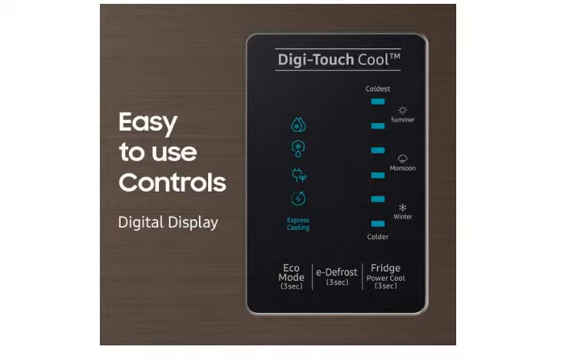 Easy
to use
Controls
Digital Display
Digi-Touch Cool™
Coldest
Summer
Monsoon
Winter
Colder
Express
Cooling
Eco
Mode
(3sec)
e-Defrost
(3sec)
Fridge
Power Cool
(3sec)